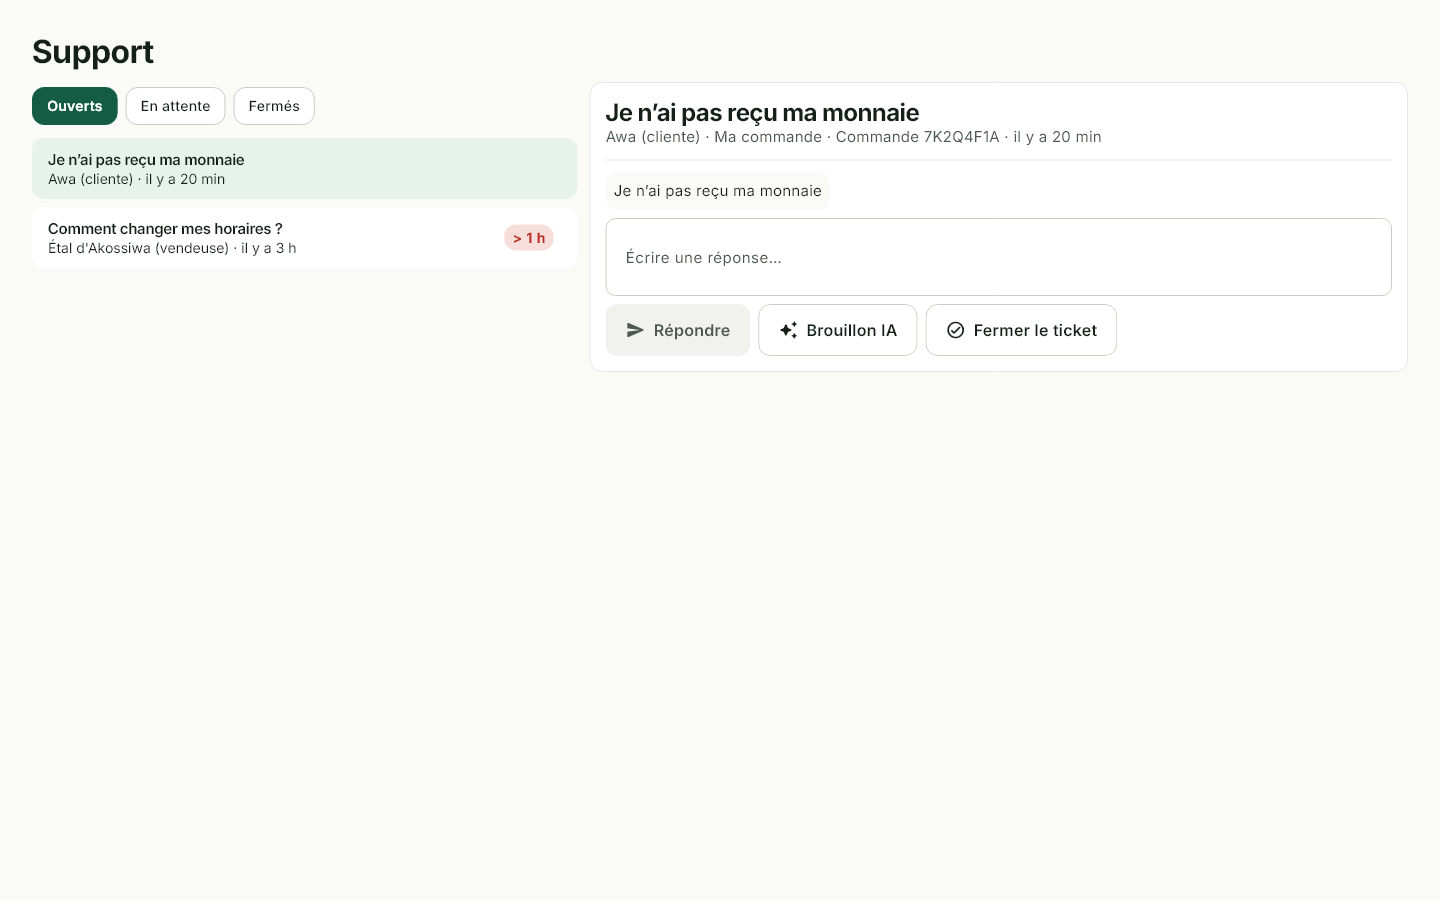 Support
Ouverts
En attente
Fermés
Je n’ai pas reçu ma monnaie
Awa (cliente) · il y a 20 min
Comment changer mes horaires ?
Étal d'Akossiwa (vendeuse) · il y a 3 h
> 1 h
Je n’ai pas reçu ma monnaie
Awa (cliente) · Ma commande · Commande 7K2Q4F1A · il y a 20 min
Je n’ai pas reçu ma monnaie
Écrire une réponse…
Répondre
Brouillon IA
Fermer le ticket